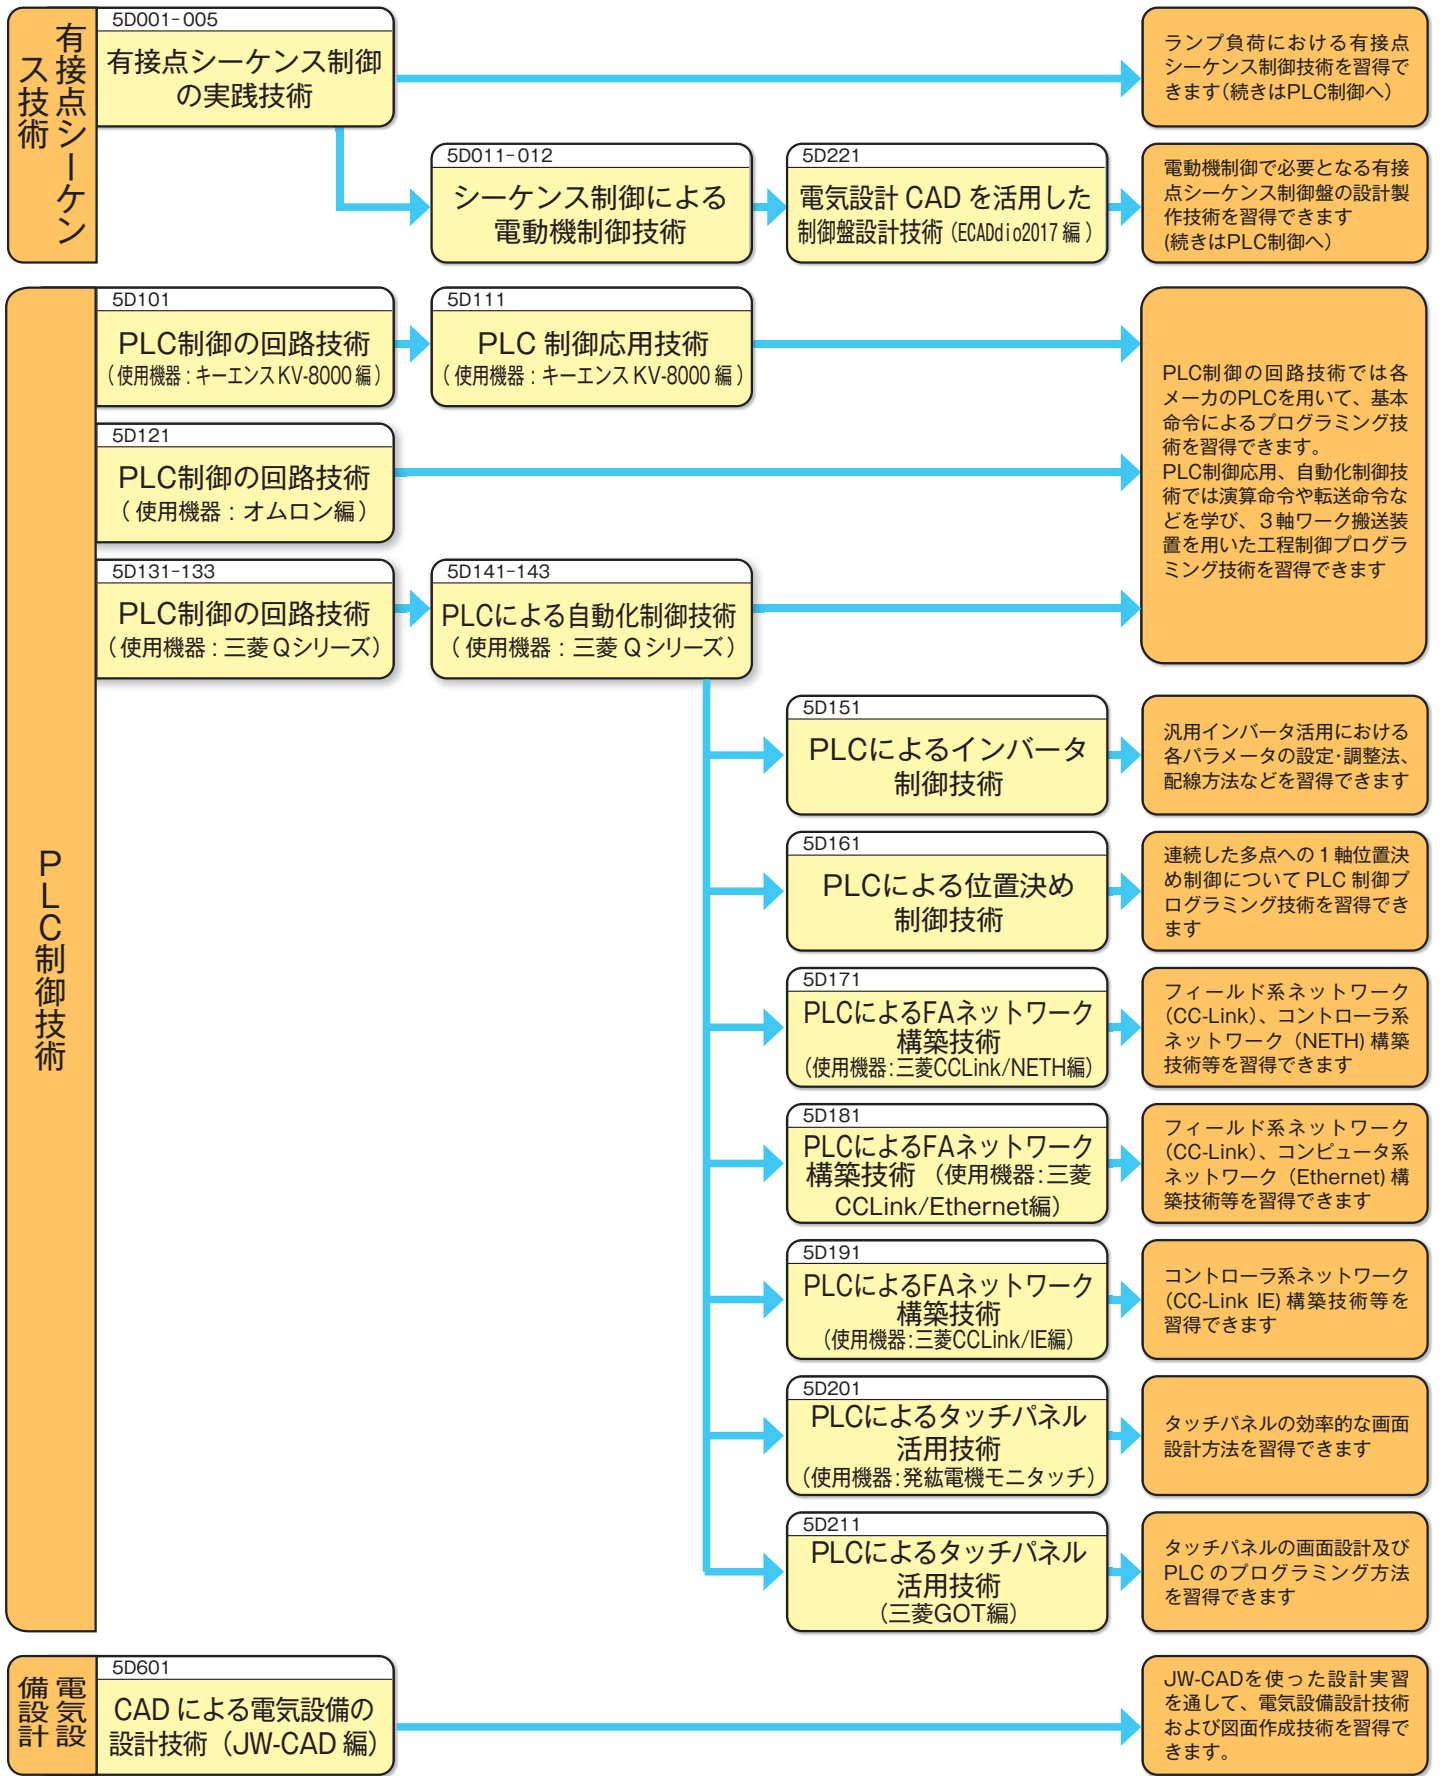 有接点シーケン
ス技術
5D001-005
有接点シーケンス制御
の実践技術
ランプ負荷における有接点
シーケンス制御技術を習得で
きます(続きはPLC制御へ)
5D011-012
シーケンス制御による
電動機制御技術
5D221
電気設計 CAD を活用した
制御盤設計技術(ECADdio2017 編)
電動機制御で必要となる有接
点シーケンス制御盤の設計製
作技術を習得できます
(続きはPLC制御へ)
PLC制御技術
5D101
PLC制御の回路技術
(使用機器:キーエンス KV-8000 編)
5D111
PLC 制御応用技術
(使用機器:キーエンス KV-8000 編)
5D121
PLC制御の回路技術
(使用機器:オムロン編)
5D131-133
PLC制御の回路技術
(使用機器:三菱 Q シリーズ)
5D141-143
PLCによる自動化制御技術
(使用機器:三菱 Q シリーズ)
PLC制御の回路技術では各
メーカのPLCを用いて、基本
命令によるプログラミング技
術を習得できます。
PLC制御応用、自動化制御技
術では演算命令や転送命令な
どを学び、3軸ワーク搬送装
置を用いた工程制御プログラ
ミング技術を習得できます
5D151
PLCによるインバータ
制御技術
汎用インバータ活用における
各パラメータの設定・調整法、
配線方法などを習得できます
5D161
PLCによる位置決め
制御技術
連続した多点への1軸位置決
め制御について PLC 制御プ
ログラミング技術を習得でき
ます
5D171
PLCによるFAネットワーク
構築技術
(使用機器:三菱CCLink/NETH編)
フィールド系ネットワーク
(CC-Link)、コントローラ系
ネットワーク(NETH) 構築
技術等を習得できます
5D181
PLCによるFAネットワーク
構築技術 (使用機器:三菱
CCLink/Ethernet編)
フィールド系ネットワーク
(CC-Link)、コンピュータ系
ネットワーク(Ethernet) 構
築技術等を習得できます
5D191
PLCによるFAネットワーク
構築技術
(使用機器:三菱CCLink/IE編)
コントローラ系ネットワーク
(CC-Link IE) 構築技術等を
習得できます
5D201
PLCによるタッチパネル
活用技術
(使用機器:発紘電機モニタッチ)
タッチパネルの効率的な画面
設計方法を習得できます
5D211
PLCによるタッチパネル
活用技術
(三菱GOT編)
タッチパネルの画面設計及び
PLC のプログラミング方法
を習得できます
電気設
備設計
5D601
CAD による電気設備の
設計技術(JW-CAD 編)
JW-CADを使った設計実習
を通して、電気設備設計技術
および図面作成技術を習得で
きます。